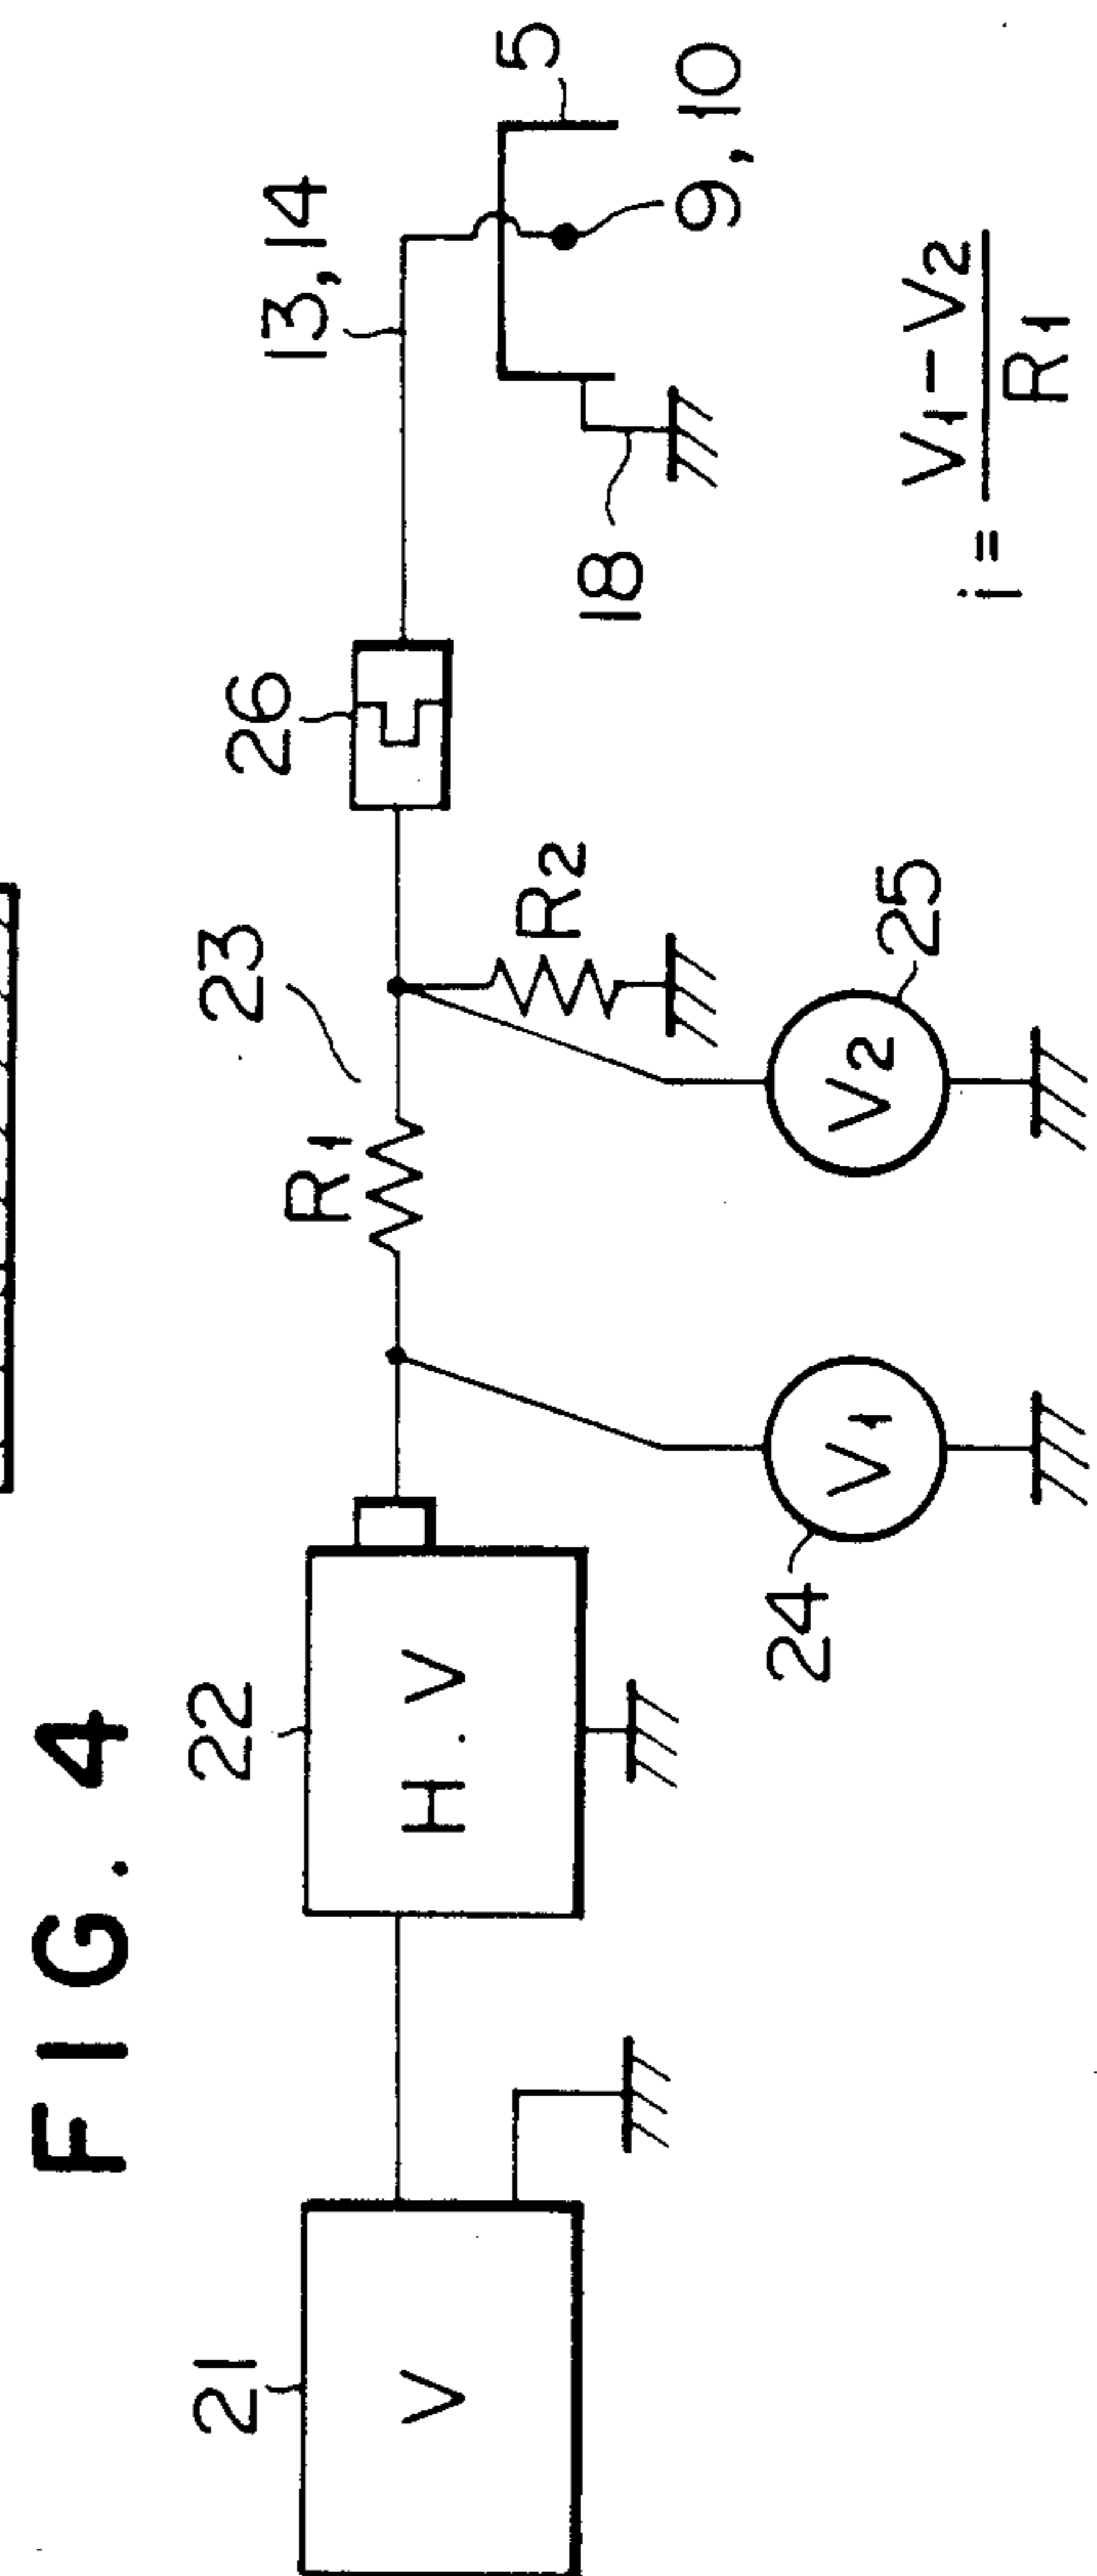 FIG. 4
21
V
22
H.V
23
R1
R2
24
V1
25
V2
26
13, 14
5
9, 10
18
i = V1 - V2 / R1